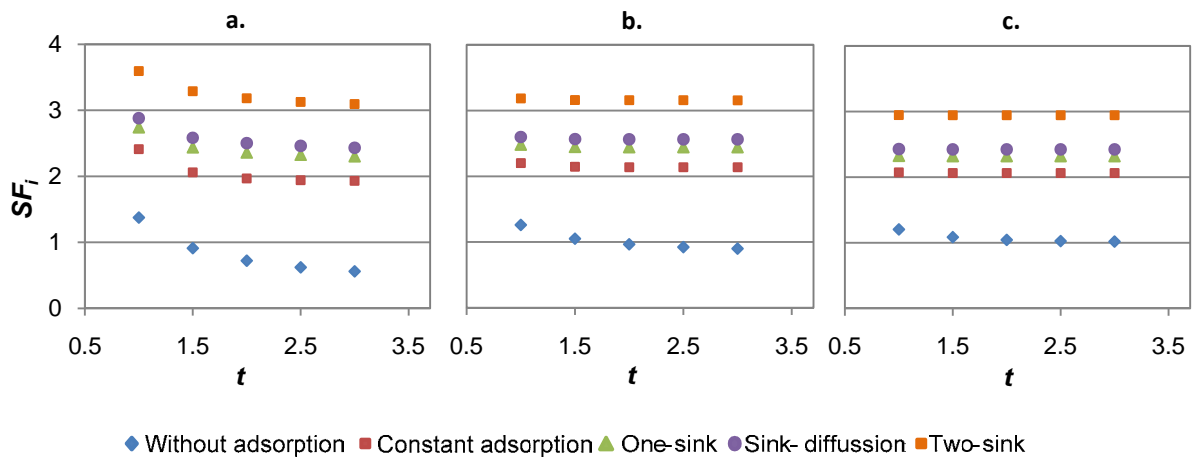 a.
b.
c.
4
3
2
1
0
SFi
0.5 1.5 2.5 3.5
0.5 1.5 2.5 3.5
0.5 1.5 2.5 3.5
t
t
t
Without adsorption Constant adsorption One-sink Sink- diffussion Two-sink